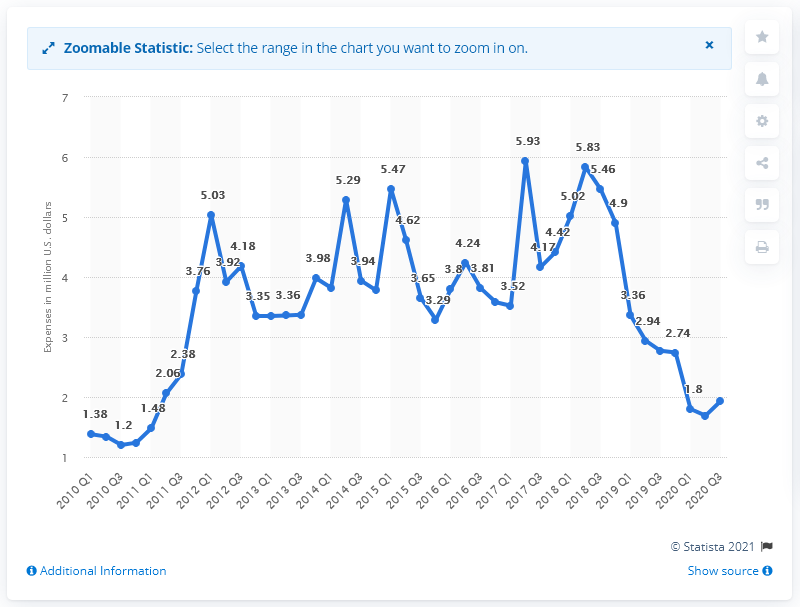 Zoomable Statistic: Select the range in the chart you want to zoom in on.
×
7
6
5
4
3
2
1
Expenses in million U.S. dollars
1.38
1.2
1.48
2.06
2.38
3.76
5.03
3.92
4.18
3.35
3.36
3.98
5.29
3.94
5.47
4.62
3.65
3.29
3.8
4.24
3.81
3.52
5.93
4.17
4.42
5.02
5.83
5.46
4.9
3.36
2.94
2.74
1.8
2010 Q1
2010 Q3
2011 Q1
2011 Q3
2012 Q1
2012 Q3
2013 Q1
2013 Q3
2014 Q1
2014 Q3
2015 Q1
2015 Q3
2016 Q1
2016 Q3
2017 Q1
2017 Q3
2018 Q1
2018 Q3
2019 Q1
2019 Q3
2020 Q1
2020 Q3
© Statista 2021
Additional Information
Show source